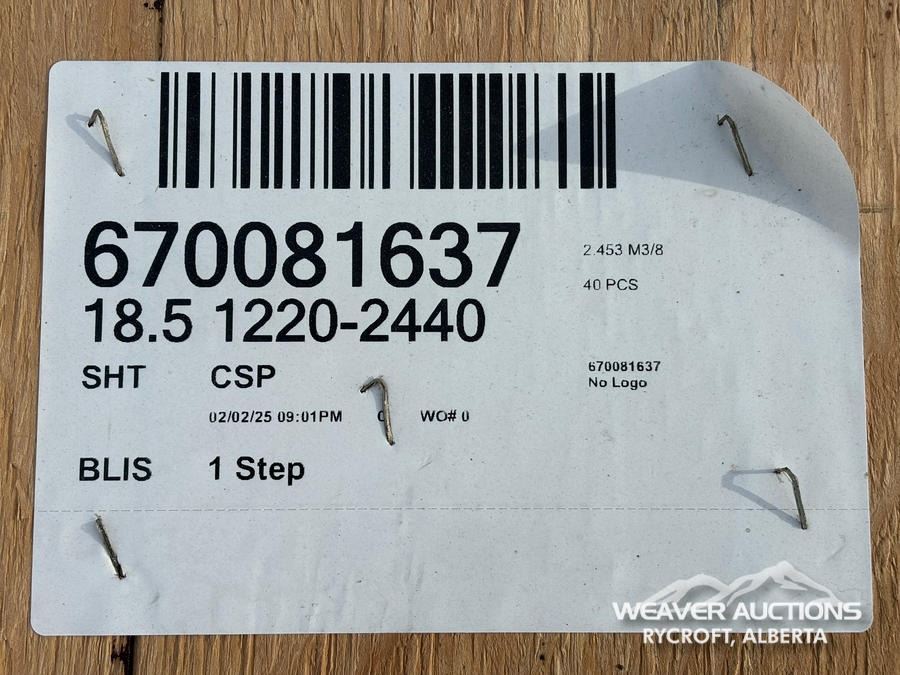 670081637
2.453 M3/8
40 PCS
18.5 1220-2440
SHT CSP
670081637
No Logo
02/02/25 09:01PM WO# 0
BLIS 1 Step
WEAVER AUCTIONS
RYCROFT, ALBERTA